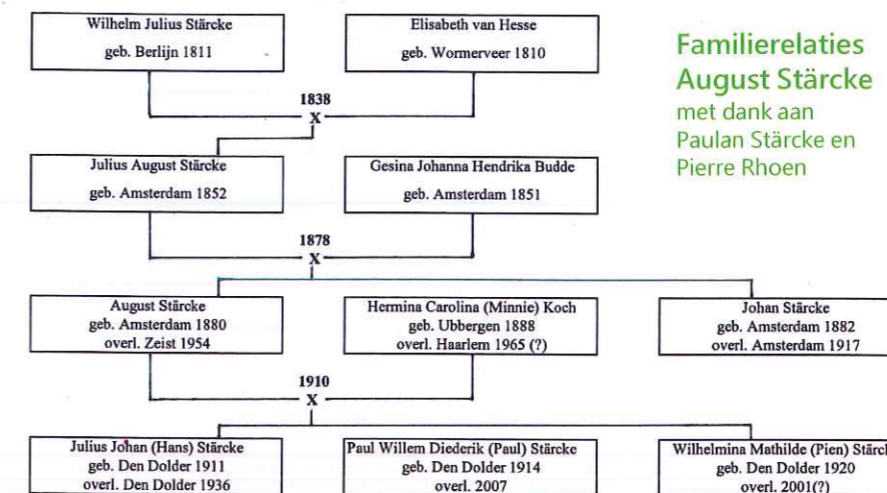 Wilhelm Julius Stärcke
geb. Berlijn 1811
Elisabeth van Hesse
geb. Wormerveer 1810
Familierelaties
August Stärcke
met dank aan
Paulan Stärcke en
Pierre Rhoen
1838
X
Julius August Stärcke
geb. Amsterdam 1852
Gesina Johanna Hendrika Budde
geb. Amsterdam 1851
1878
X
August Stärcke
geb. Amsterdam 1880
overl. Zeist 1954
Hermina Carolina (Minnie) Koch
geb. Ubbergen 1888
overl. Haarlem 1965 (?)
Johan Stärcke
geb. Amsterdam 1882
overl. Amsterdam 1917
1910
X
Julius Johan (Hans) Stärcke
geb. Den Dolder 1911
overl. Den Dolder 1936
Paul Willem Diederik (Paul) Stärcke
geb. Den Dolder 1914
overl. 2007
Wilhelmina Mathilde (Pien) Stärck
geb. Den Dolder 1920
overl. 2001(?)